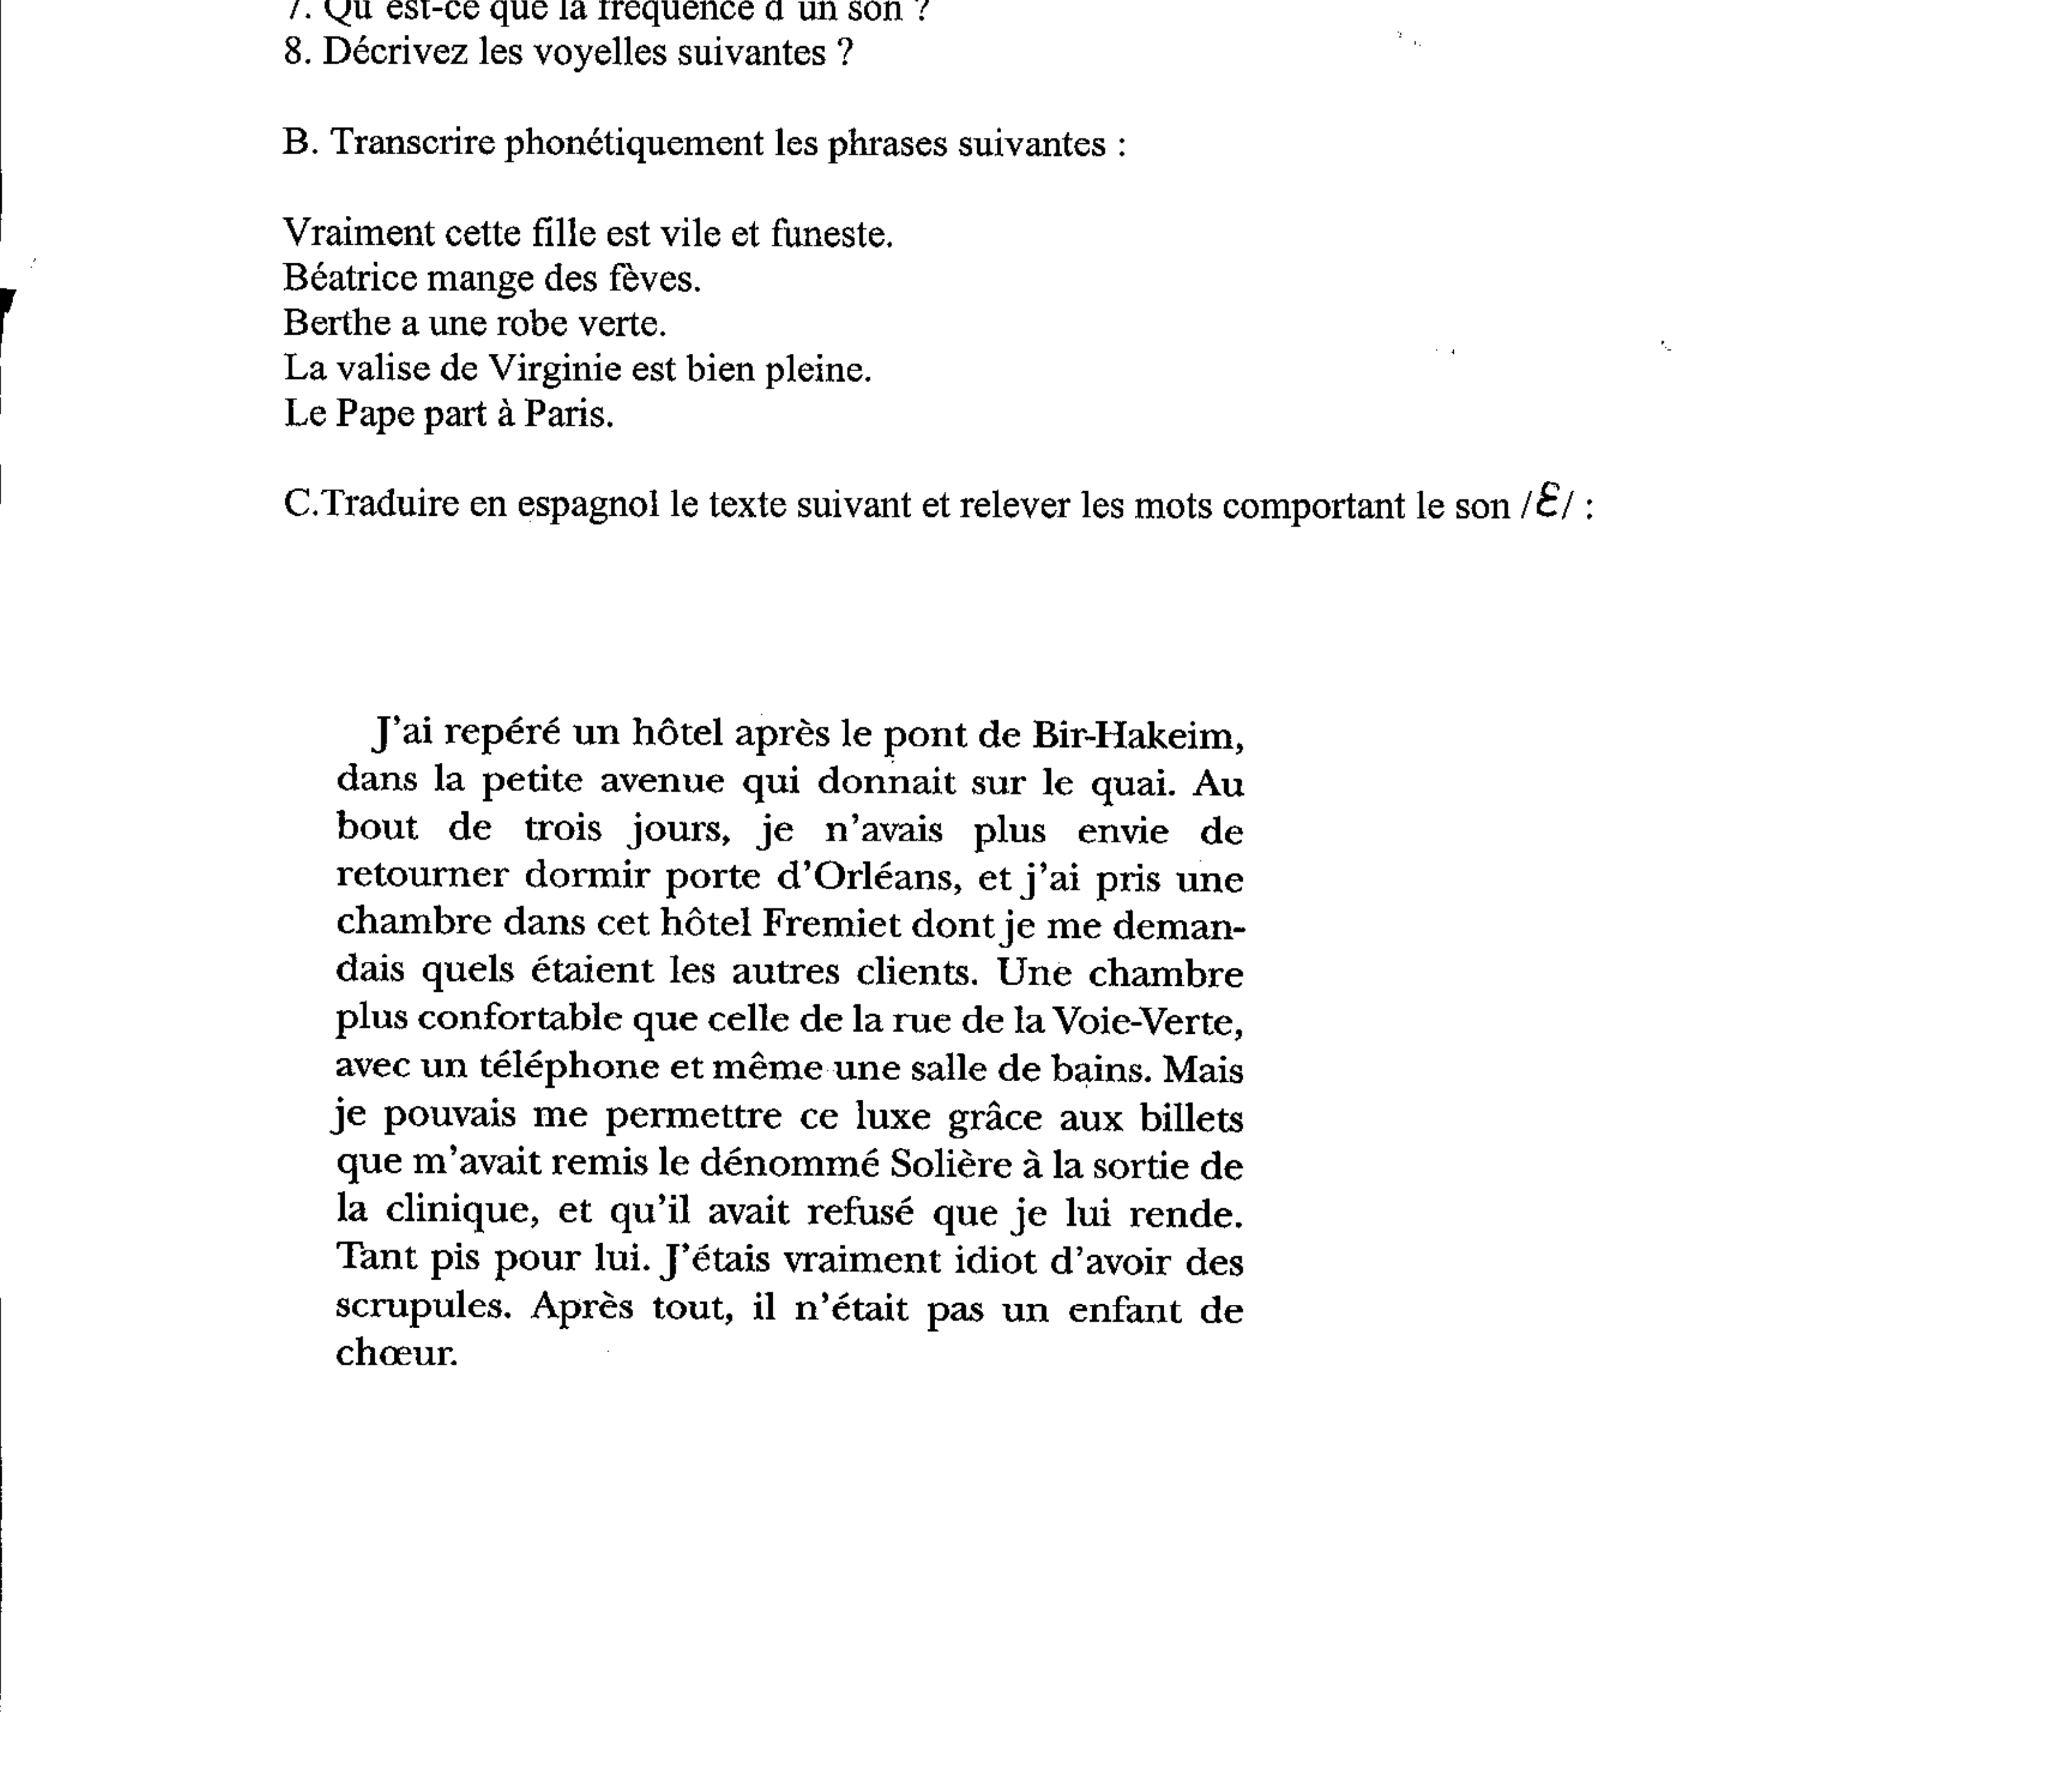 7. Qu'est-ce que la fréquence d'un son ?
8. Décrivez les voyelles suivantes ?
B. Transcrire phonétiquement les phrases suivantes :
Vraiment cette fille est vile et funeste.
Béatrice mange des fèves.
Berthe a une robe verte.
La valise de Virginie est bien pleine.
Le Pape part à Paris.
C.Traduire en espagnol le texte suivant et relever les mots comportant le son /ɛ/ :
J'ai repéré un hôtel après le pont de Bir-Hakeim,
dans la petite avenue qui donnait sur le quai. Au
bout de trois jours, je n'avais plus envie de
retourner dormir porte d'Orléans, et j'ai pris une
chambre dans cet hôtel Fremiet dont je me deman-
dais quels étaient les autres clients. Une chambre
plus confortable que celle de la rue de la Voie-Verte,
avec un téléphone et même une salle de bains. Mais
je pouvais me permettre ce luxe grâce aux billets
que m'avait remis le dénommé Solière à la sortie de
la clinique, et qu'il avait refusé que je lui rende.
Tant pis pour lui. J'étais vraiment idiot d'avoir des
scrupules. Après tout, il n'était pas un enfant de
chœur.